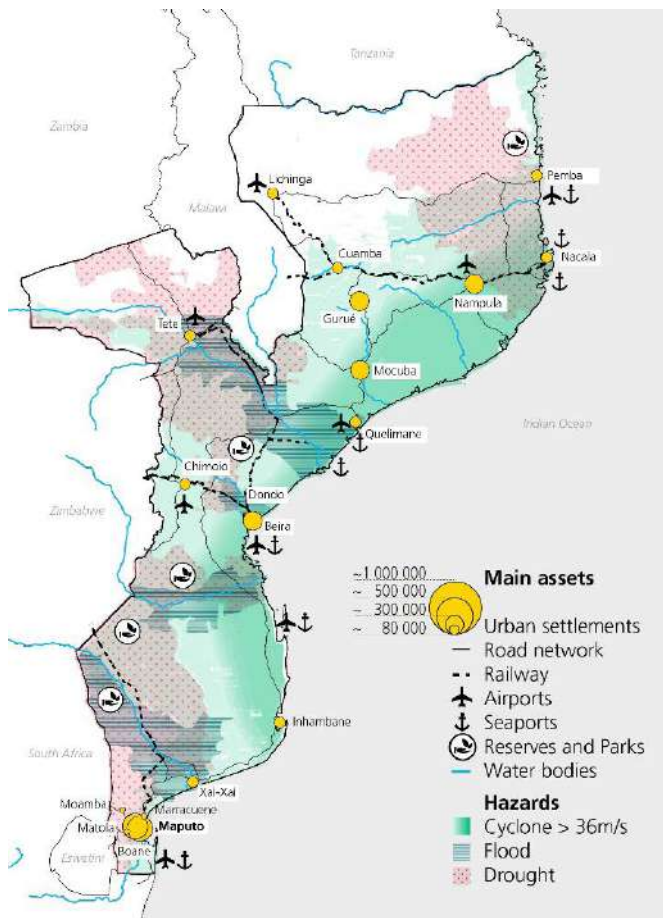 Tanzania
Zambia
Malawi
Lichinga
Pemba
Cuamba
Nacala
Nampula
Gurué
Tete
Mocuba
Quelimane
Indian Ocean
Chimoio
Dondo
Zimbabwe
Beira
Inhambane
South Africa
Xai-Xai
Moamba
Marracuene
Matolas
Maputo
Boane
Eswatini
Main assets
~1 000 000
~ 500 000
~ 300 000
~ 80 000
Urban settlements
Road network
Railway
Airports
Seaports
Reserves and Parks
Water bodies
Hazards
Cyclone > 36m/s
Flood
Drought